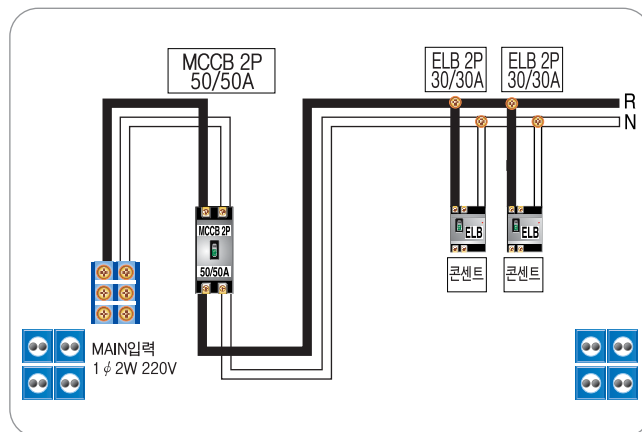 MCCB 2P
50/50A
ELB 2P
30/30A
ELB 2P
30/30A
R
N
MCCB 2P
50/50A
ELB
ELB
콘센트
콘센트
MAIN입력
1 ϕ 2W 220V